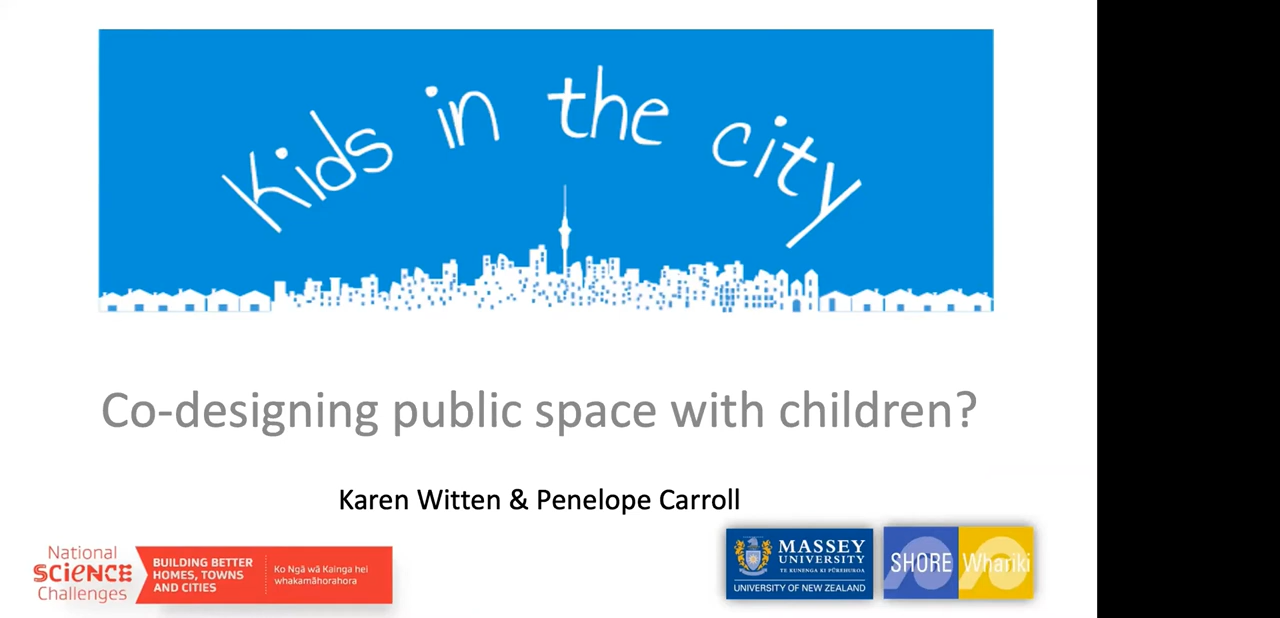 Kids in the city
Co-designing public space with children?
Karen Witten & Penelope Carroll
National
SCIENCE
Challenges
BUILDING BETTER
HOMES, TOWNS
AND CITIES
Ko Ngā wā Kainga hei
whakamāhorahora
MASSEY
UNIVERSITY
TE KUNENGA KI PŪREHUROA
UNIVERSITY OF NEW ZEALAND
SHORE Whariki